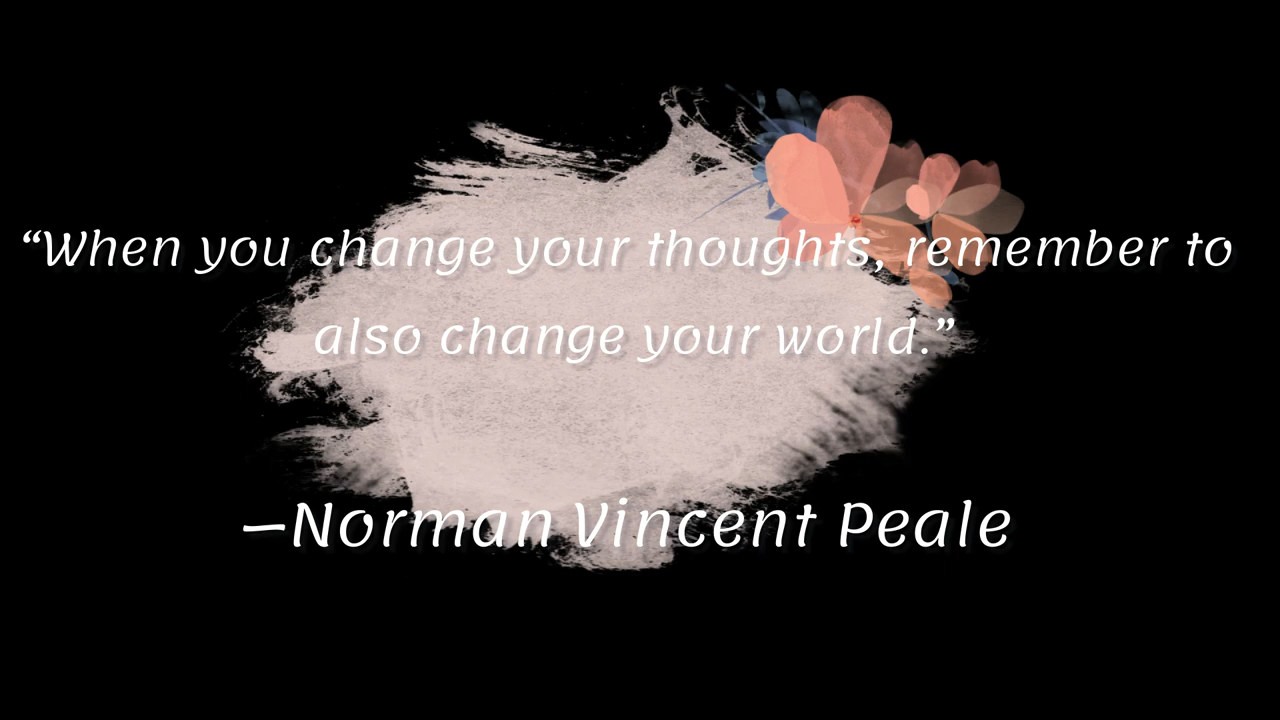 “When you change your thoughts, remember to
also change your world.”
—Norman Vincent Peale